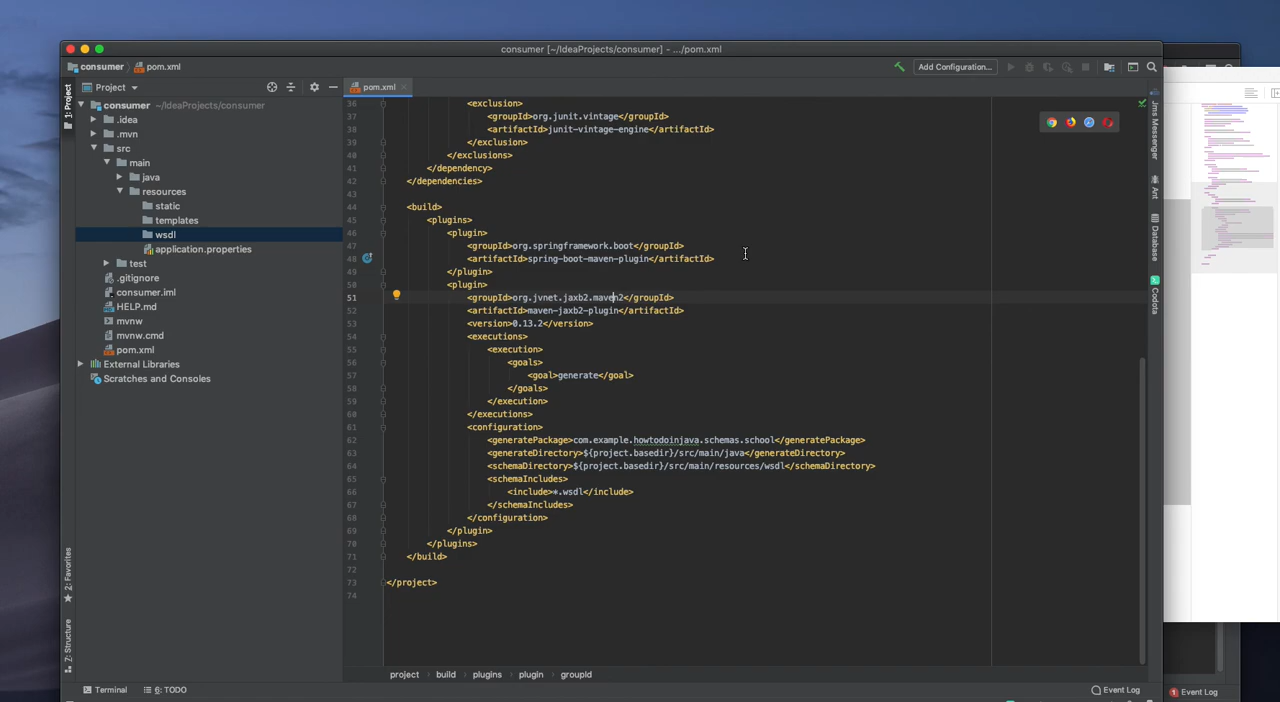 consumer [~/IdeaProjects/consumer] - .../pom.xml
consumer
pom.xml
Add Configuration...
1: Project
Project
pom.xml
consumer ~/IdeaProjects/consumer
.idea
.mvn
src
main
java
resources
static
templates
wsdl
application.properties
test
.gitignore
consumer.iml
HELP.md
mvnw
mvnw.cmd
pom.xml
External Libraries
Scratches and Consoles
2: Favorites
7: Structure
36 <exclusion>
37 <groupId>org.junit.vintage</groupId>
38 <artifactId>junit-vintage-engine</artifactId>
39 </exclusion>
40 </exclusions>
41 </dependency>
42 </dependencies>
43
44 <build>
45 <plugins>
46 <plugin>
47 <groupId>org.springframework.boot</groupId>
48 <artifactId>spring-boot-maven-plugin</artifactId>
49 </plugin>
50 <plugin>
51 <groupId>org.jvnet.jaxb2.maven2</groupId>
52 <artifactId>maven-jaxb2-plugin</artifactId>
53 <version>0.13.2</version>
54 <executions>
55 <execution>
56 <goals>
57 <goal>generate</goal>
58 </goals>
59 </execution>
60 </executions>
61 <configuration>
62 <generatePackage>com.example.howtodoinjava.schemas.school</generatePackage>
63 <generateDirectory>${project.basedir}/src/main/java</generateDirectory>
64 <schemaDirectory>${project.basedir}/src/main/resources/wsdl</schemaDirectory>
65 <schemaIncludes>
66 <include>*.wsdl</include>
67 </schemaIncludes>
68 </configuration>
69 </plugin>
70 </plugins>
71 </build>
72
73 </project>
74
Jms Messenger
Ant
Database
Codota
project build plugins plugin groupId
Terminal
6: TODO
Event Log
1 Event Log